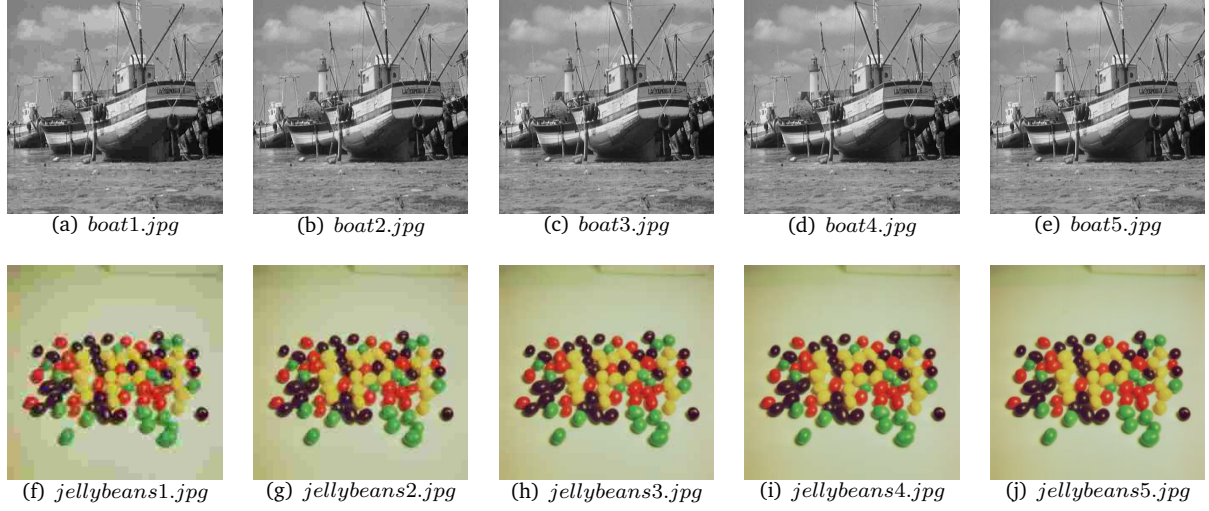 (a) boat1.jpg
(b) boat2.jpg
(c) boat3.jpg
(d) boat4.jpg
(e) boat5.jpg
(f) jellybeans1.jpg
(g) jellybeans2.jpg
(h) jellybeans3.jpg
(i) jellybeans4.jpg
(j) jellybeans5.jpg